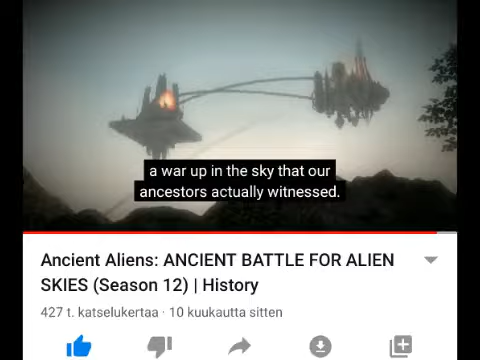 a war up in the sky that our
ancestors actually witnessed.
Ancient Aliens: ANCIENT BATTLE FOR ALIEN
SKIES (Season 12) | History
427 t. katselukertaa · 10 kuukautta sitten